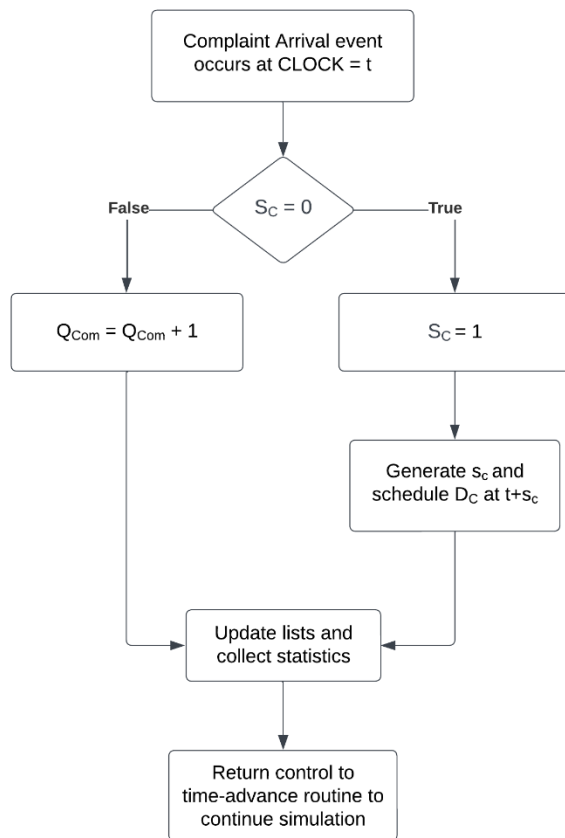 Complaint Arrival event
occurs at CLOCK = t
False
S_C = 0
True
Q_Com = Q_Com + 1
S_C = 1
Generate s_c and
schedule D_C at t+s_c
Update lists and
collect statistics
Return control to
time-advance routine to
continue simulation